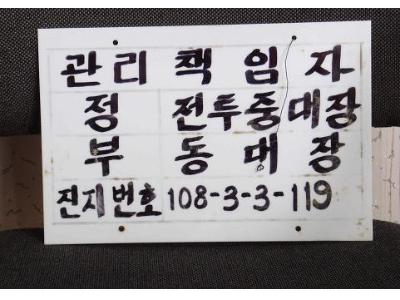 관리 책임자
정 전투중대장
부 동대장
진지번호 108-3-3-119